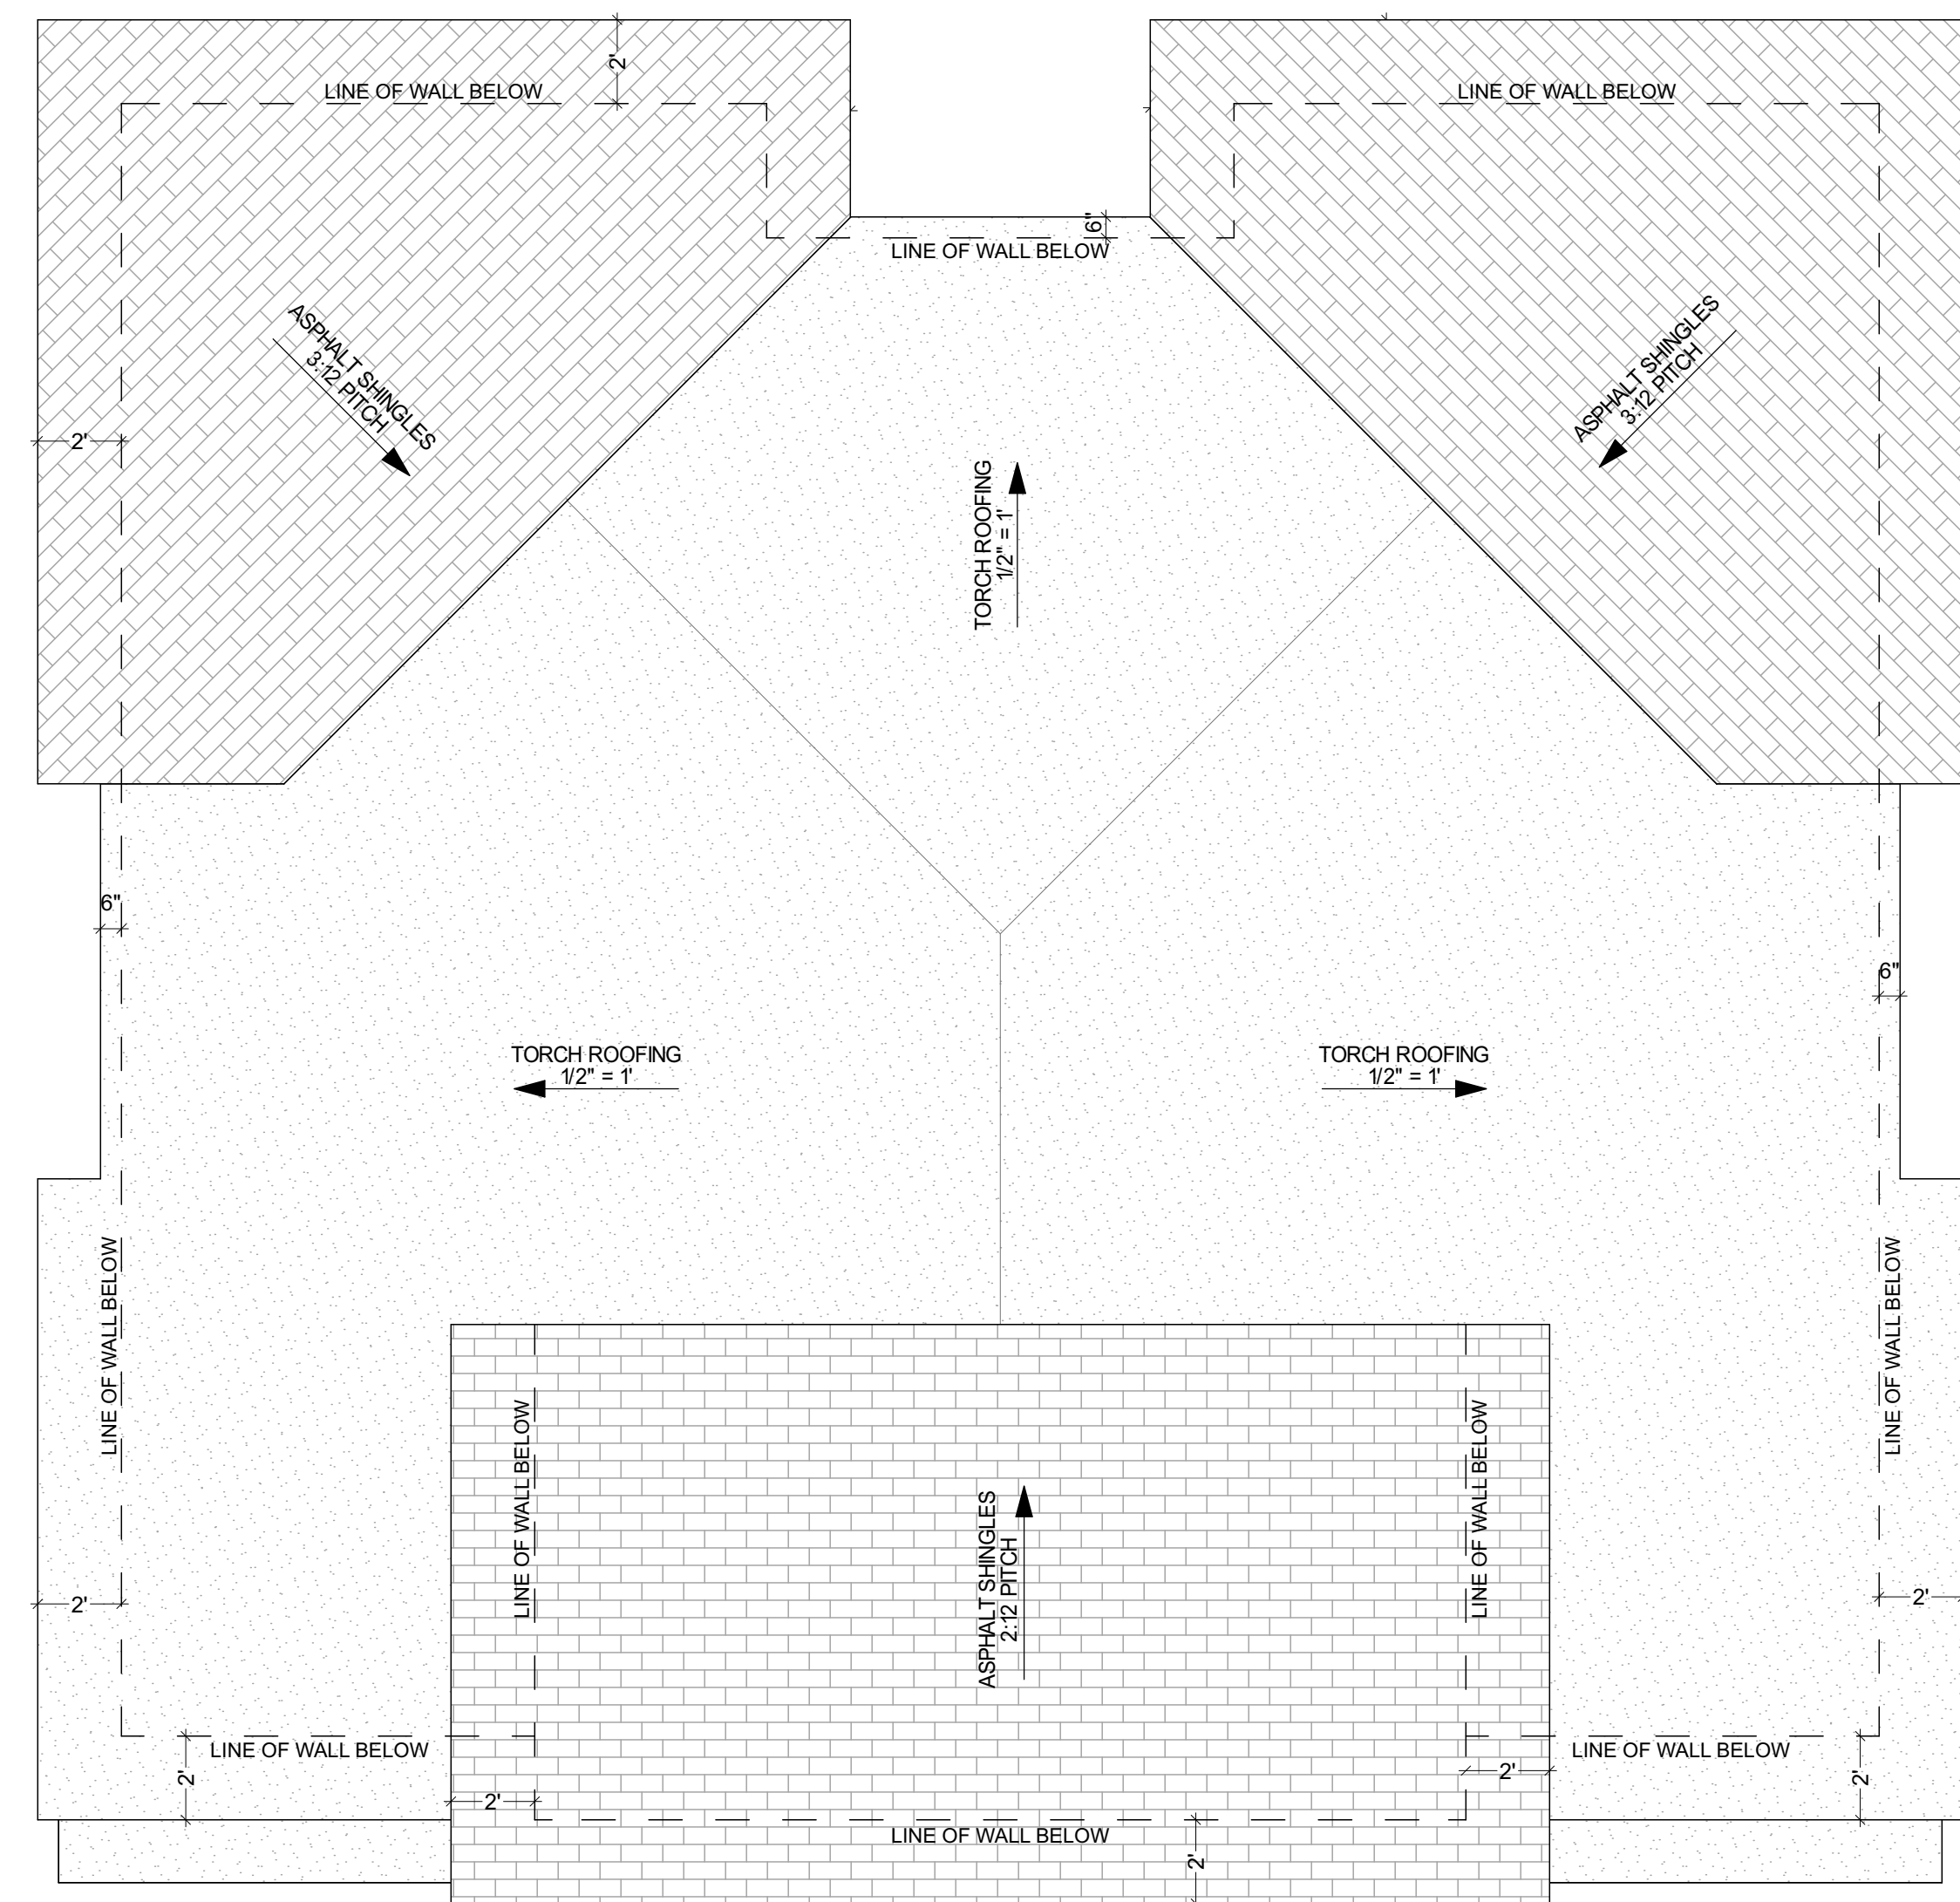 2'
LINE OF WALL BELOW
LINE OF WALL BELOW
6"
LINE OF WALL BELOW
ASPHALT SHINGLES
3:12 PITCH
ASPHALT SHINGLES
3:12 PITCH
2'
TORCH ROOFING
1/2" = 1'
6"
6"
TORCH ROOFING
1/2" = 1'
TORCH ROOFING
1/2" = 1'
LINE OF WALL BELOW
LINE OF WALL BELOW
LINE OF WALL BELOW
LINE OF WALL BELOW
ASPHALT SHINGLES
2:12 PITCH
2'
2'
LINE OF WALL BELOW
LINE OF WALL BELOW
2'
2'
2'
2'
LINE OF WALL BELOW
2'